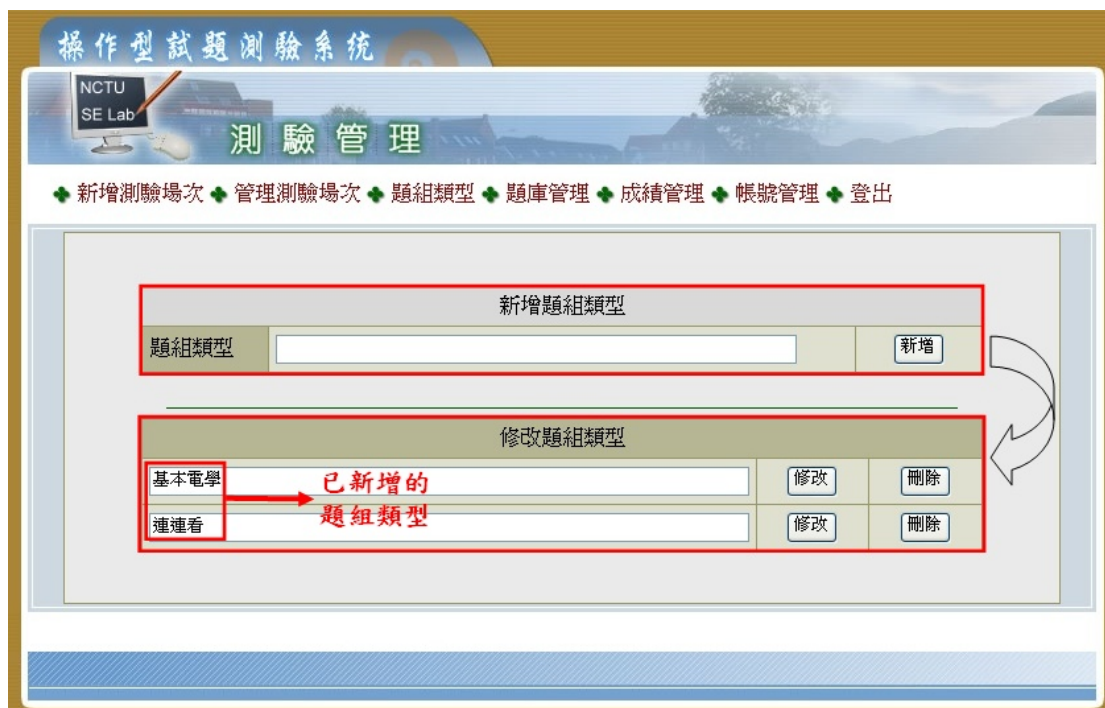 操作型試題測驗系統
NCTU
SE Lab
測驗管理
新增測驗場次 管理測驗場次 題組類型 題庫管理 成績管理 帳號管理 登出
新增題組類型
題組類型 新增
修改題組類型
基本電學 修改 刪除
已新增的
題組類型
連連看 修改 刪除